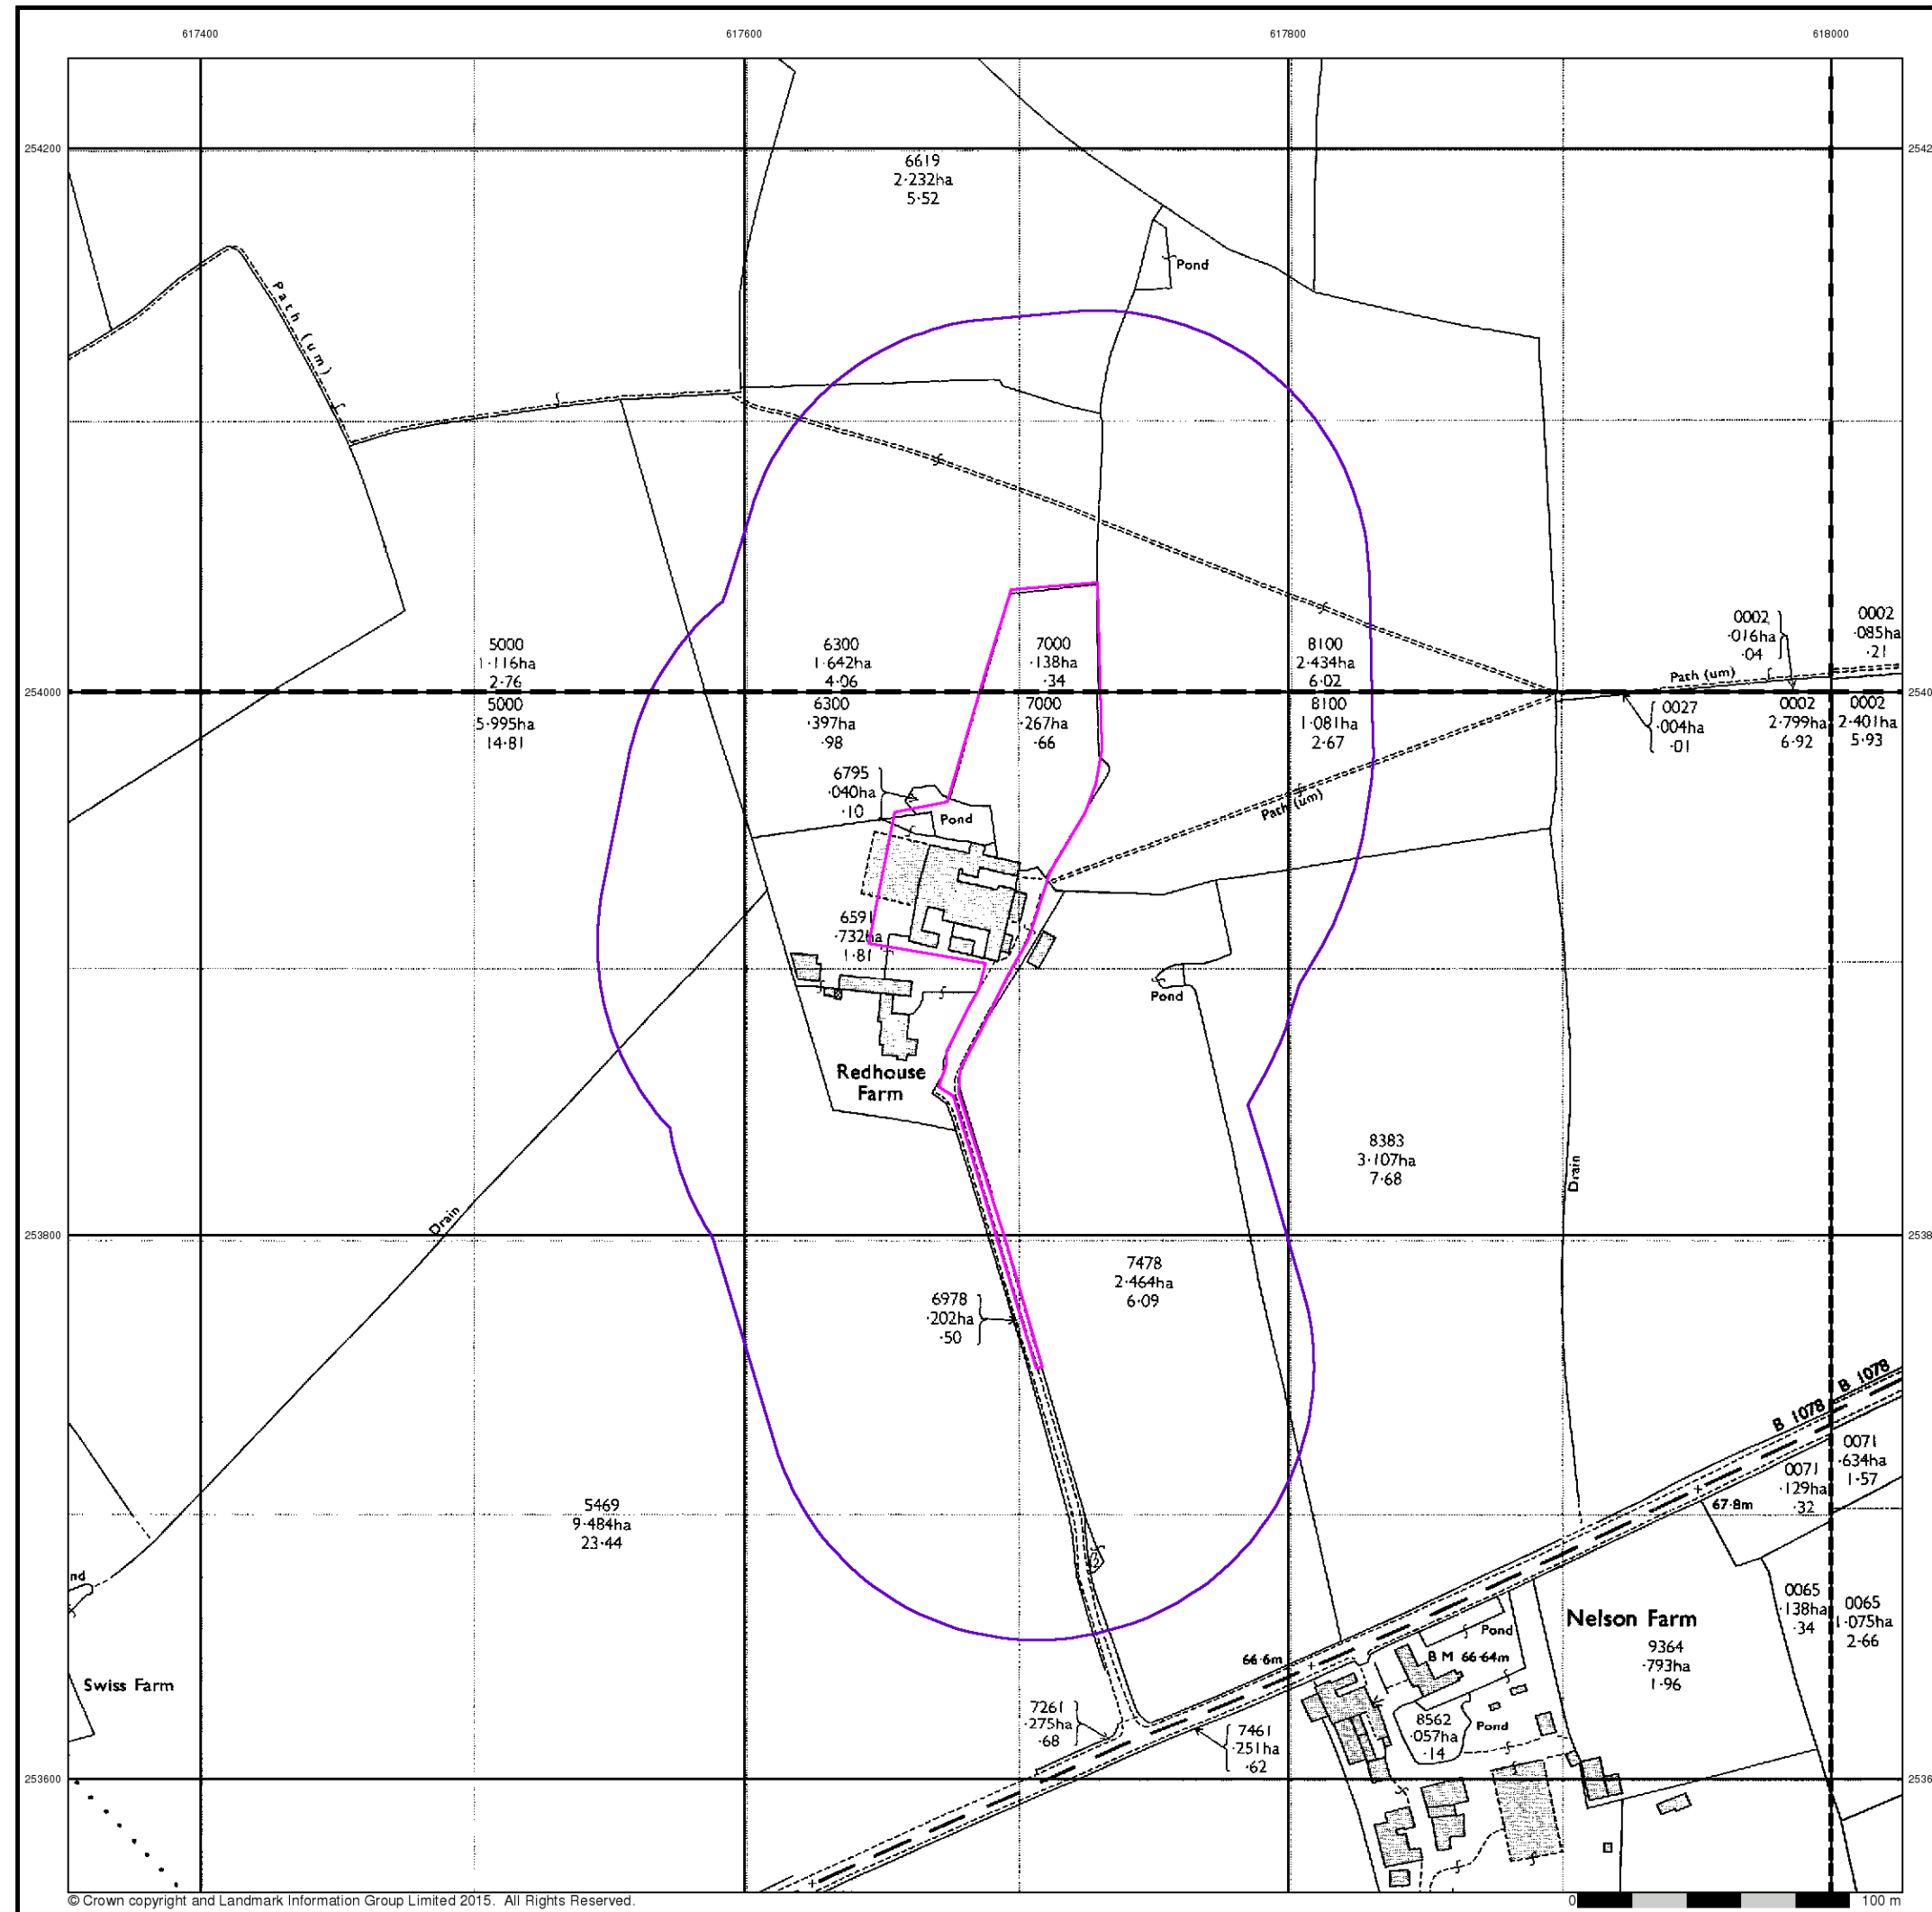 617400 617600 617800 618000
254200
6619
2·232ha
5·52
Pond
Path (um)
5000
1·116ha
2·76
5000
5·995ha
14·81
6300
1·642ha
4·06
6300
·397ha
·98
7000
·138ha
·34
7000
·267ha
·66
8100
2·434ha
6·02
8100
1·081ha
2·67
0002
·016ha
·04
0002
·085ha
·21
Path (um)
254000
0027
·004ha
·01
0002
2·799ha
6·92
0002
2·401ha
5·93
6795
·040ha
·10
Pond
Path (um)
6591
·732ha
1·81
Pond
Redhouse
Farm
8383
3·107ha
7·68
Drain
Drain
253800
7478
2·464ha
6·09
6978
·202ha
·50
B 1078
B 1078
0071
·634ha
1·57
0071
·129ha
·32
67·8m
5469
9·484ha
23·44
nd
Nelson Farm
9364
·793ha
1·96
0065
·138ha
·34
0065
1·075ha
2·66
Pond
B M 66·64m
66·6m
Swiss Farm
7261
·275ha
·68
7461
·251ha
·62
8562
·057ha
·14
Pond
253600
© Crown copyright and Landmark Information Group Limited 2015. All Rights Reserved.
0 100 m